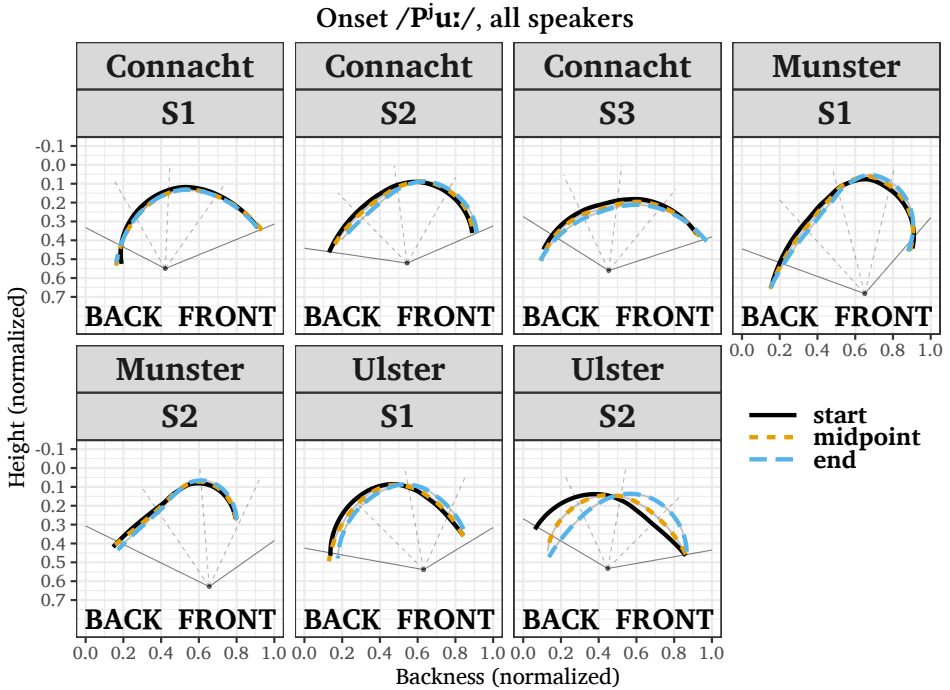 Onset /Pʲuː/, all speakers
Connacht Connacht Connacht Munster
S1 S2 S3 S1
-0.1
0.0
0.1
0.2
0.3
0.4
0.5
0.6
0.7
BACK FRONT BACK FRONT BACK FRONT BACK FRONT
0.0 0.2 0.4 0.6 0.8 1.0
Munster Ulster Ulster
S2 S1 S2
-0.1
0.0
0.1
0.2
0.3
0.4
0.5
0.6
0.7
BACK FRONT BACK FRONT BACK FRONT
0.0 0.2 0.4 0.6 0.8 1.0 0.0 0.2 0.4 0.6 0.8 1.0 0.0 0.2 0.4 0.6 0.8 1.0
Height (normalized)
Backness (normalized)
start
midpoint
end